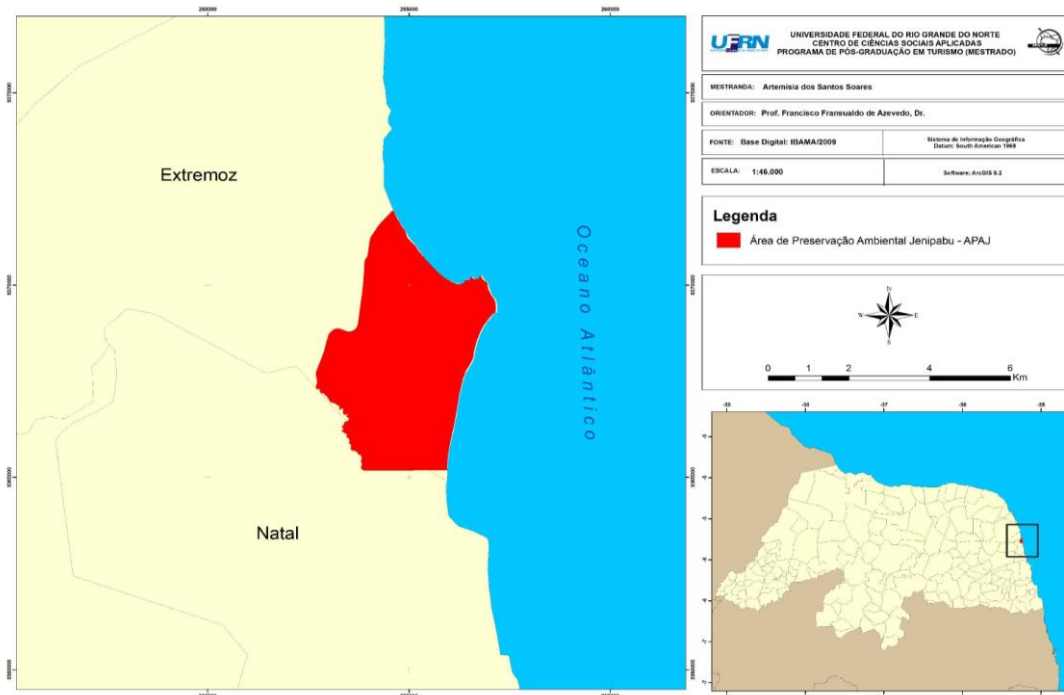 Extremoz
Natal
Oceano Atlântico
UFRN
UNIVERSIDADE FEDERAL DO RIO GRANDE DO NORTE
CENTRO DE CIÊNCIAS SOCIAIS APLICADAS
PROGRAMA DE PÓS-GRADUAÇÃO EM TURISMO (MESTRADO)
MESTRANDA: Artemísia dos Santos Soares
ORIENTADOR: Prof. Francisco Fransualdo de Azevedo, Dr.
FONTE: Base Digital: IBAMA/2009
Sistema de Informação Geográfica
Datum: South American 1969
ESCALA: 1:46.000
Software: ArcGIS 9.2
Legenda
Área de Preservação Ambiental Jenipabu - APAJ
N
W E
S
0 1 2 4 6
Km